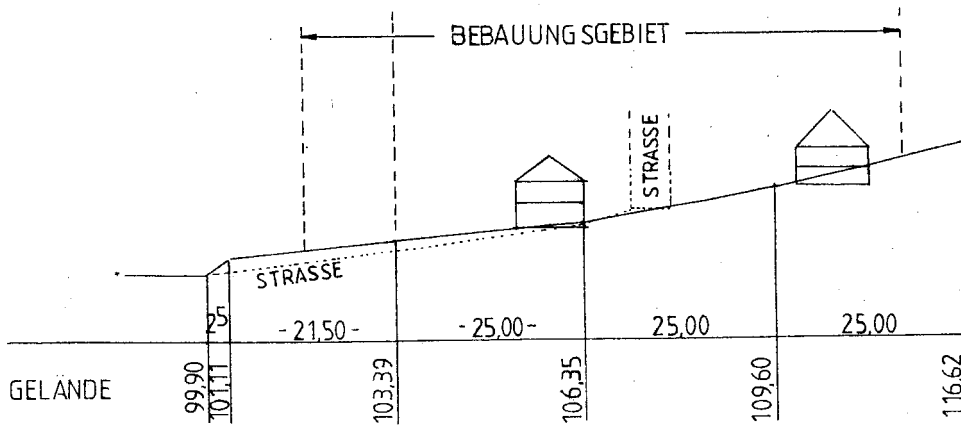 BEBAUUNGSGEBIET
STRASSE
STRASSE
25 -21,50- -25,00- 25,00 25,00
GELÄNDE 99,90 101,11 103,39 106,35 109,60 116,62